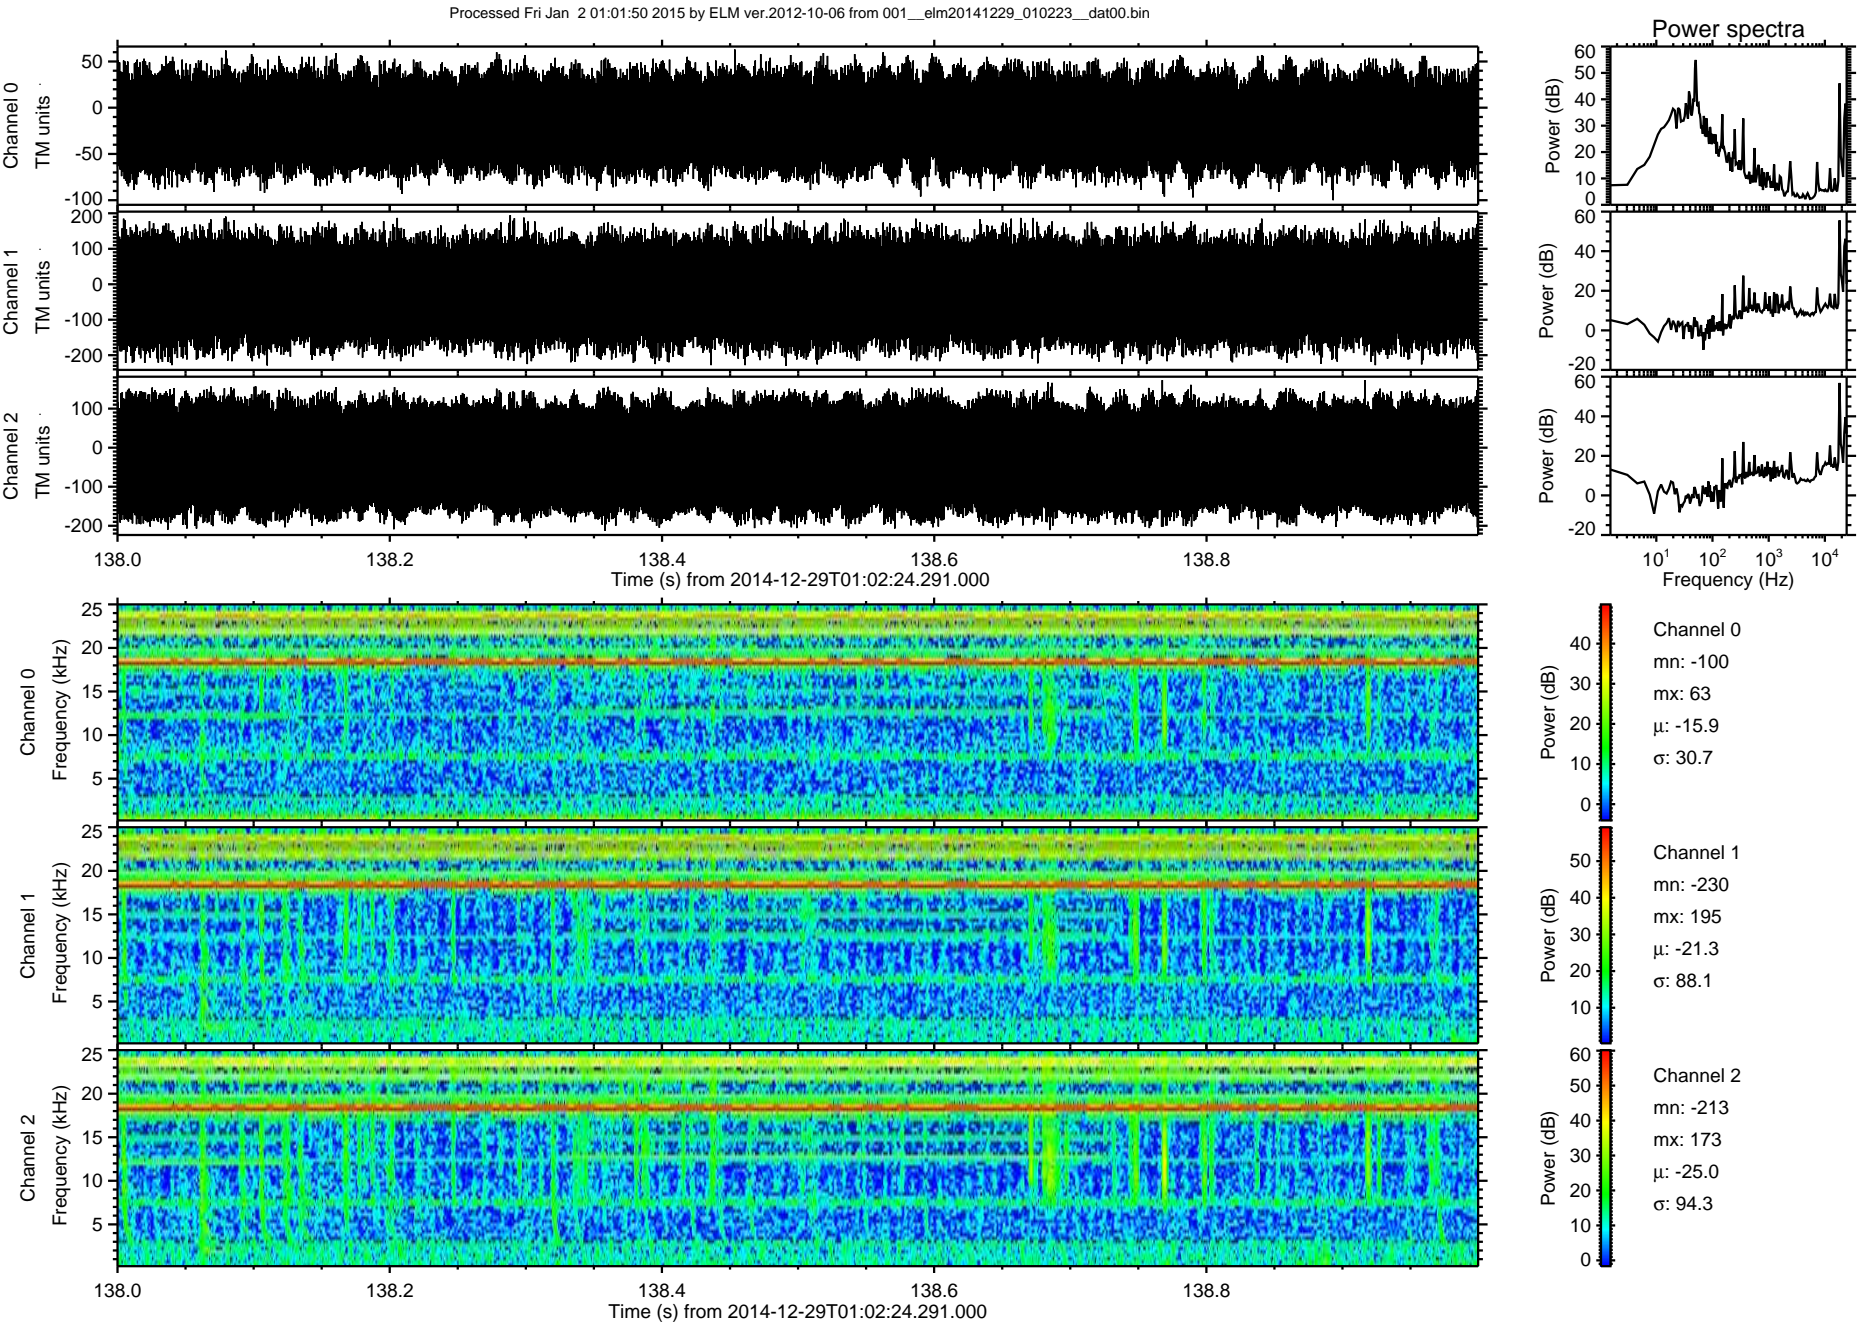 Processed Fri Jan  2 01:01:50 2015 by ELM ver.2012-10-06 from 001__elm20141229_010223__dat00.bin
Power spectra
Channel 0
TM units
50
0
-50
-100
Power (dB)
60
50
40
30
20
10
0
Channel 1
TM units
200
100
0
-100
-200
Power (dB)
60
40
20
0
-20
Channel 2
TM units
100
0
-100
-200
Power (dB)
60
40
20
0
-20
138.0 138.2 138.4 138.6 138.8
Time (s) from 2014-12-29T01:02:24.291.000
10^1 10^2 10^3 10^4
Frequency (Hz)
Channel 0
Frequency (kHz)
25
20
15
10
5
Power (dB)
40
30
20
10
0
Channel 0
mn: -100
mx: 63
μ: -15.9
σ: 30.7
Channel 1
Frequency (kHz)
25
20
15
10
5
Power (dB)
50
40
30
20
10
Channel 1
mn: -230
mx: 195
μ: -21.3
σ: 88.1
Channel 2
Frequency (kHz)
25
20
15
10
5
Power (dB)
60
50
40
30
20
10
0
Channel 2
mn: -213
mx: 173
μ: -25.0
σ: 94.3
138.0 138.2 138.4 138.6 138.8
Time (s) from 2014-12-29T01:02:24.291.000